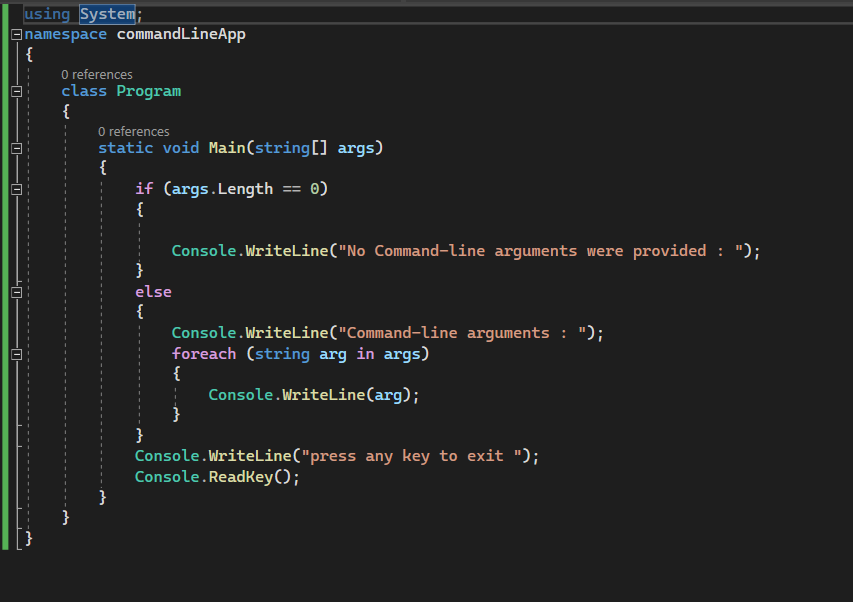 using System;
namespace commandLineApp
{
0 references
class Program
{
0 references
static void Main(string[] args)
{
if (args.Length == 0)
{
Console.WriteLine("No Command-line arguments were provided : ");
}
else
{
Console.WriteLine("Command-line arguments : ");
foreach (string arg in args)
{
Console.WriteLine(arg);
}
}
Console.WriteLine("press any key to exit ");
Console.ReadKey();
}
}
}